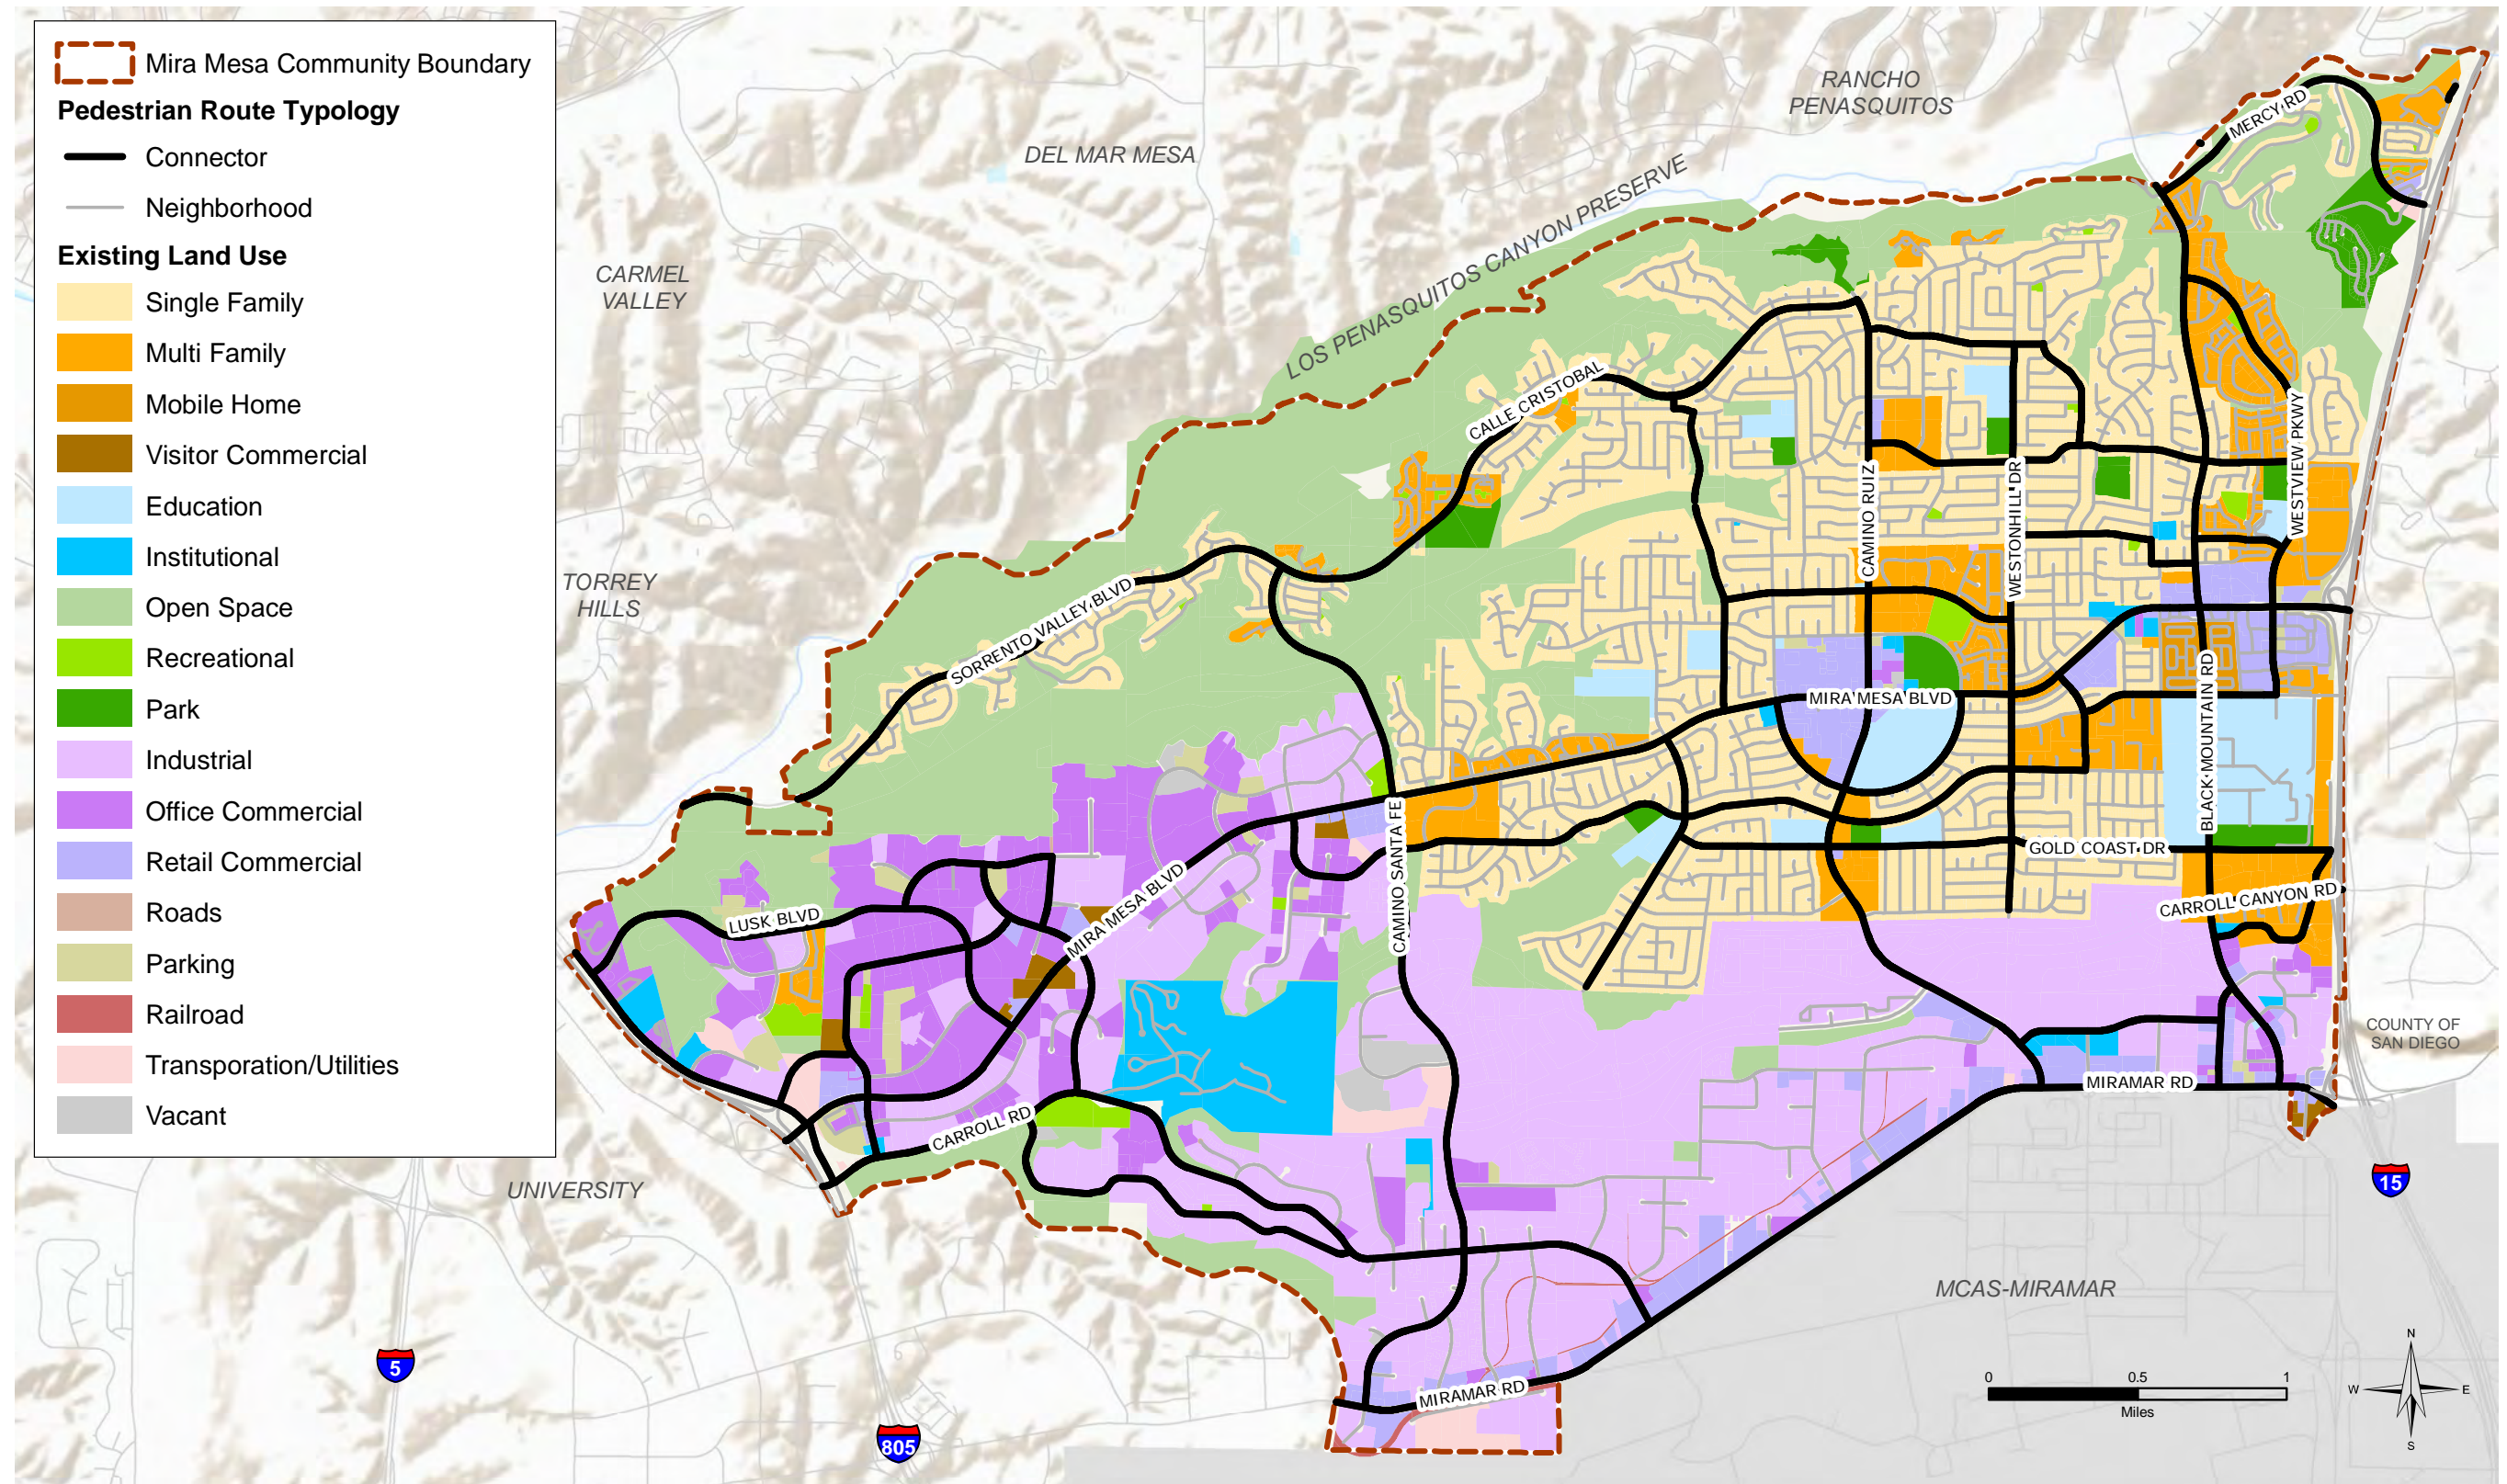 Mira Mesa Community Boundary
Pedestrian Route Typology
Connector
Neighborhood
Existing Land Use
Single Family
Multi Family
Mobile Home
Visitor Commercial
Education
Institutional
Open Space
Recreational
Park
Industrial
Office Commercial
Retail Commercial
Roads
Parking
Railroad
Transporation/Utilities
Vacant
RANCHO
PENASQUITOS
DEL MAR MESA
CARMEL
VALLEY
LOS PENASQUITOS CANYON PRESERVE
TORREY
HILLS
UNIVERSITY
MCAS-MIRAMAR
COUNTY OF
SAN DIEGO
MERCY RD
CALLE CRISTOBAL
SORRENTO VALLEY BLVD
CAMINO RUIZ
WESTONHILL DR
WESTVIEW PKWY
MIRA MESA BLVD
BLACK MOUNTAIN RD
GOLD COAST DR
CARROLL CANYON RD
CAMINO SANTA FE
MIRA MESA BLVD
LUSK BLVD
CARROLL RD
MIRAMAR RD
MIRAMAR RD
5
805
15
0
0.5
1
Miles
N
W
E
S